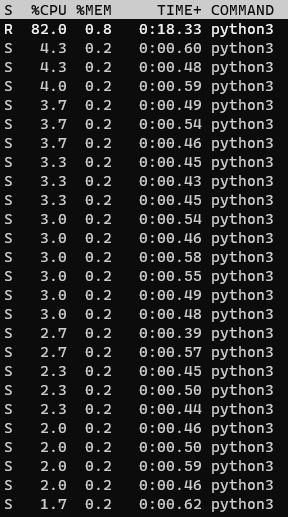 S %CPU %MEM TIME+ COMMAND
R 82.0 0.8 0:18.33 python3
S 4.3 0.2 0:00.60 python3
S 4.3 0.2 0:00.48 python3
S 4.0 0.2 0:00.59 python3
S 3.7 0.2 0:00.49 python3
S 3.7 0.2 0:00.54 python3
S 3.7 0.2 0:00.46 python3
S 3.3 0.2 0:00.45 python3
S 3.3 0.2 0:00.43 python3
S 3.3 0.2 0:00.45 python3
S 3.0 0.2 0:00.54 python3
S 3.0 0.2 0:00.46 python3
S 3.0 0.2 0:00.58 python3
S 3.0 0.2 0:00.55 python3
S 3.0 0.2 0:00.49 python3
S 3.0 0.2 0:00.48 python3
S 2.7 0.2 0:00.39 python3
S 2.7 0.2 0:00.57 python3
S 2.3 0.2 0:00.45 python3
S 2.3 0.2 0:00.50 python3
S 2.3 0.2 0:00.44 python3
S 2.0 0.2 0:00.46 python3
S 2.0 0.2 0:00.50 python3
S 2.0 0.2 0:00.59 python3
S 2.0 0.2 0:00.46 python3
S 1.7 0.2 0:00.62 python3